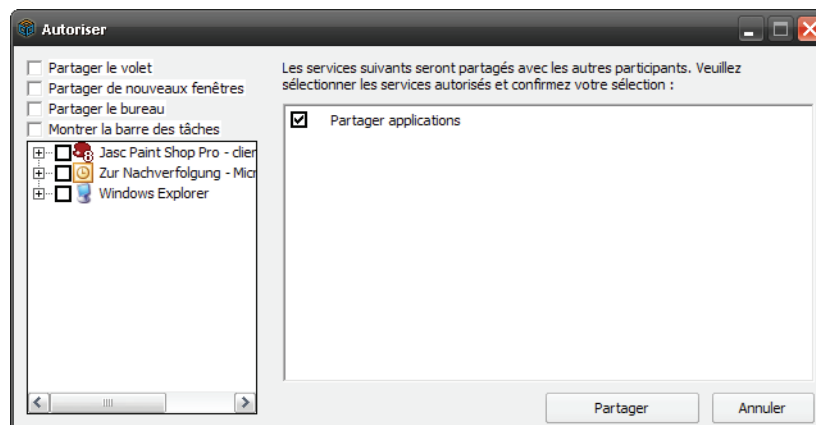 Autoriser
Partager le volet
Partager de nouveaux fenêtres
Partager le bureau
Montrer la barre des tâches
Jasc Paint Shop Pro - clier
Zur Nachverfolgung - Micr
Windows Explorer
Les services suivants seront partagés avec les autres participants. Veuillez
sélectionner les services autorisés et confirmez votre sélection :
Partager applications
Partager
Annuler